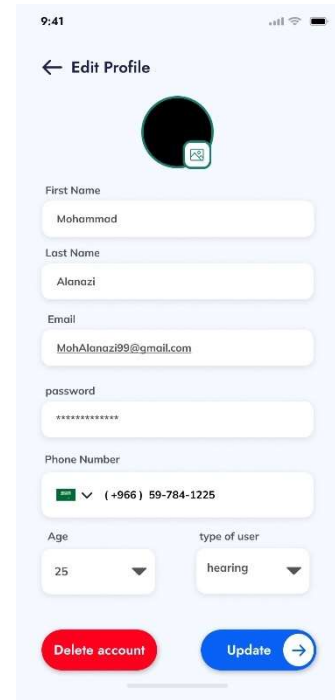 9:41
Edit Profile
First Name
Mohammad
Last Name
Alanazi
Email
MohAlanazi99@gmail.com
password
*************
Phone Number
(+966) 59-784-1225
Age
type of user
25
hearing
Delete account
Update